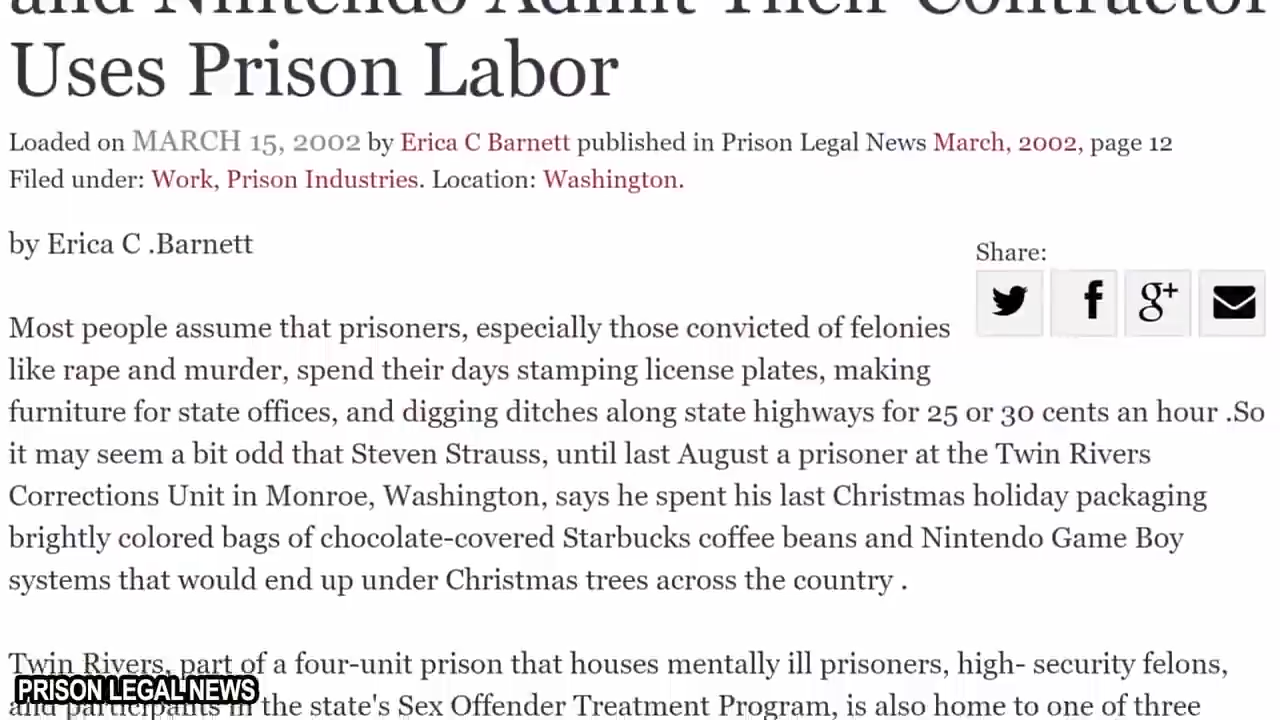 and Nintendo Admit Their Contractor
Uses Prison Labor
Loaded on MARCH 15, 2002 by Erica C Barnett published in Prison Legal News March, 2002, page 12
Filed under: Work, Prison Industries. Location: Washington.
by Erica C .Barnett
Share:
Most people assume that prisoners, especially those convicted of felonies
like rape and murder, spend their days stamping license plates, making
furniture for state offices, and digging ditches along state highways for 25 or 30 cents an hour .So
it may seem a bit odd that Steven Strauss, until last August a prisoner at the Twin Rivers
Corrections Unit in Monroe, Washington, says he spent his last Christmas holiday packaging
brightly colored bags of chocolate-covered Starbucks coffee beans and Nintendo Game Boy
systems that would end up under Christmas trees across the country .
Twin Rivers, part of a four-unit prison that houses mentally ill prisoners, high- security felons,
and participants in the state's Sex Offender Treatment Program, is also home to one of three
PRISON LEGAL NEWS